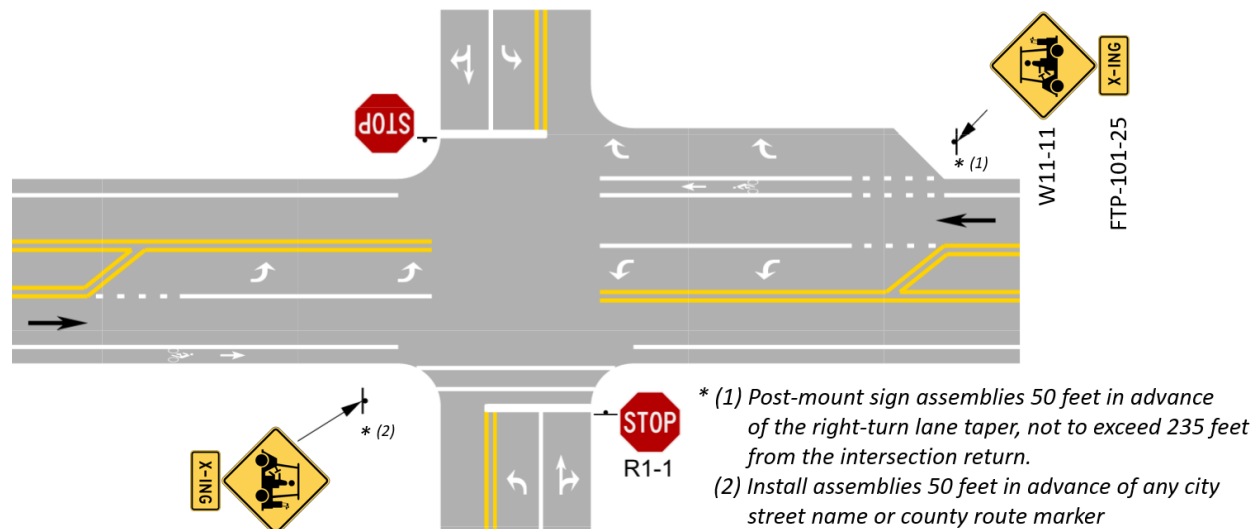 STOP
X-ING
* (1)
W11-11
FTP-101-25
* (2)
X-ING
STOP
R1-1
* (1) Post-mount sign assemblies 50 feet in advance
of the right-turn lane taper, not to exceed 235 feet
from the intersection return.
(2) Install assemblies 50 feet in advance of any city
street name or county route marker